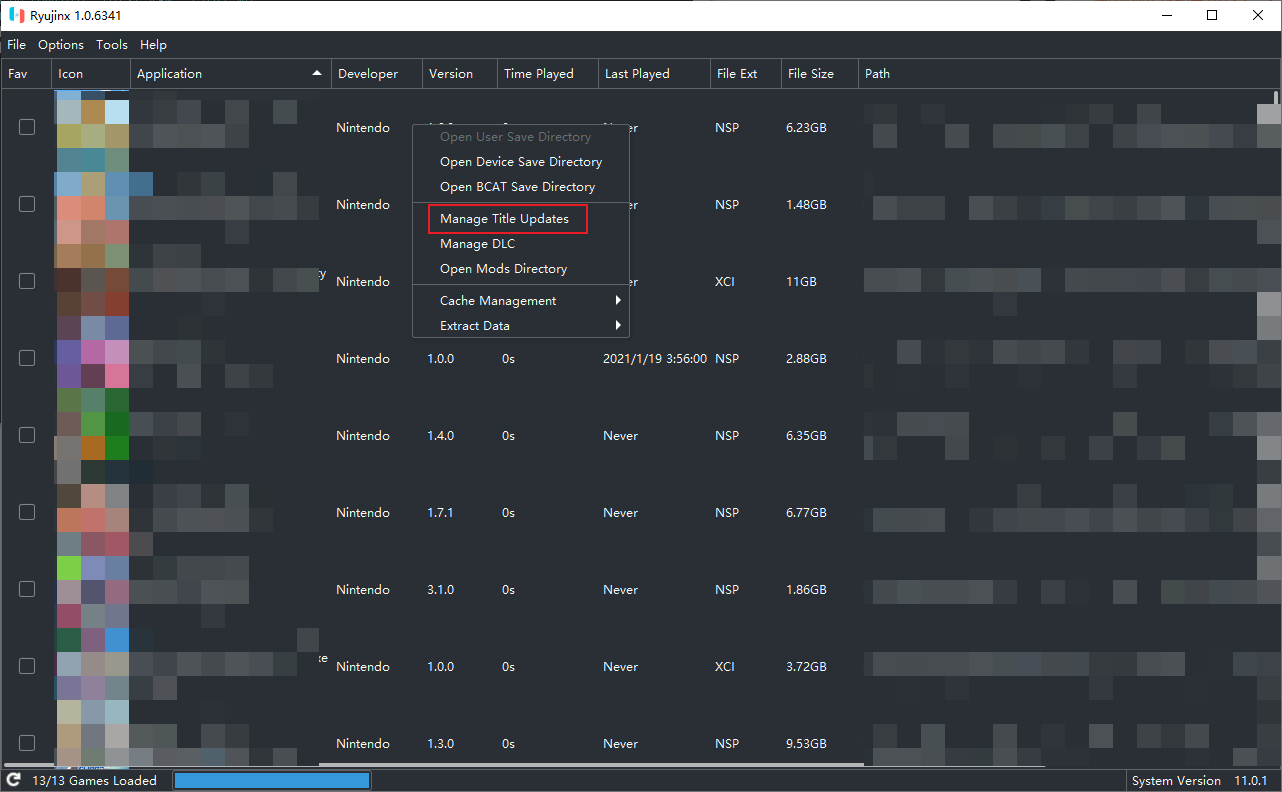 Ryujinx 1.0.6341
File Options Tools Help
Fav Icon Application Developer Version Time Played Last Played File Ext File Size Path
Nintendo NSP 6.23GB
Open User Save Directory
Open Device Save Directory
Open BCAT Save Directory
Nintendo NSP 1.48GB
Manage Title Updates
Manage DLC
Open Mods Directory
Nintendo XCI 11GB
Cache Management
Extract Data
Nintendo 1.0.0 0s 2021/1/19 3:56:00 NSP 2.88GB
Nintendo 1.4.0 0s Never NSP 6.35GB
Nintendo 1.7.1 0s Never NSP 6.77GB
Nintendo 3.1.0 0s Never NSP 1.86GB
Nintendo 1.0.0 0s Never XCI 3.72GB
Nintendo 1.3.0 0s Never NSP 9.53GB
13/13 Games Loaded System Version 11.0.1